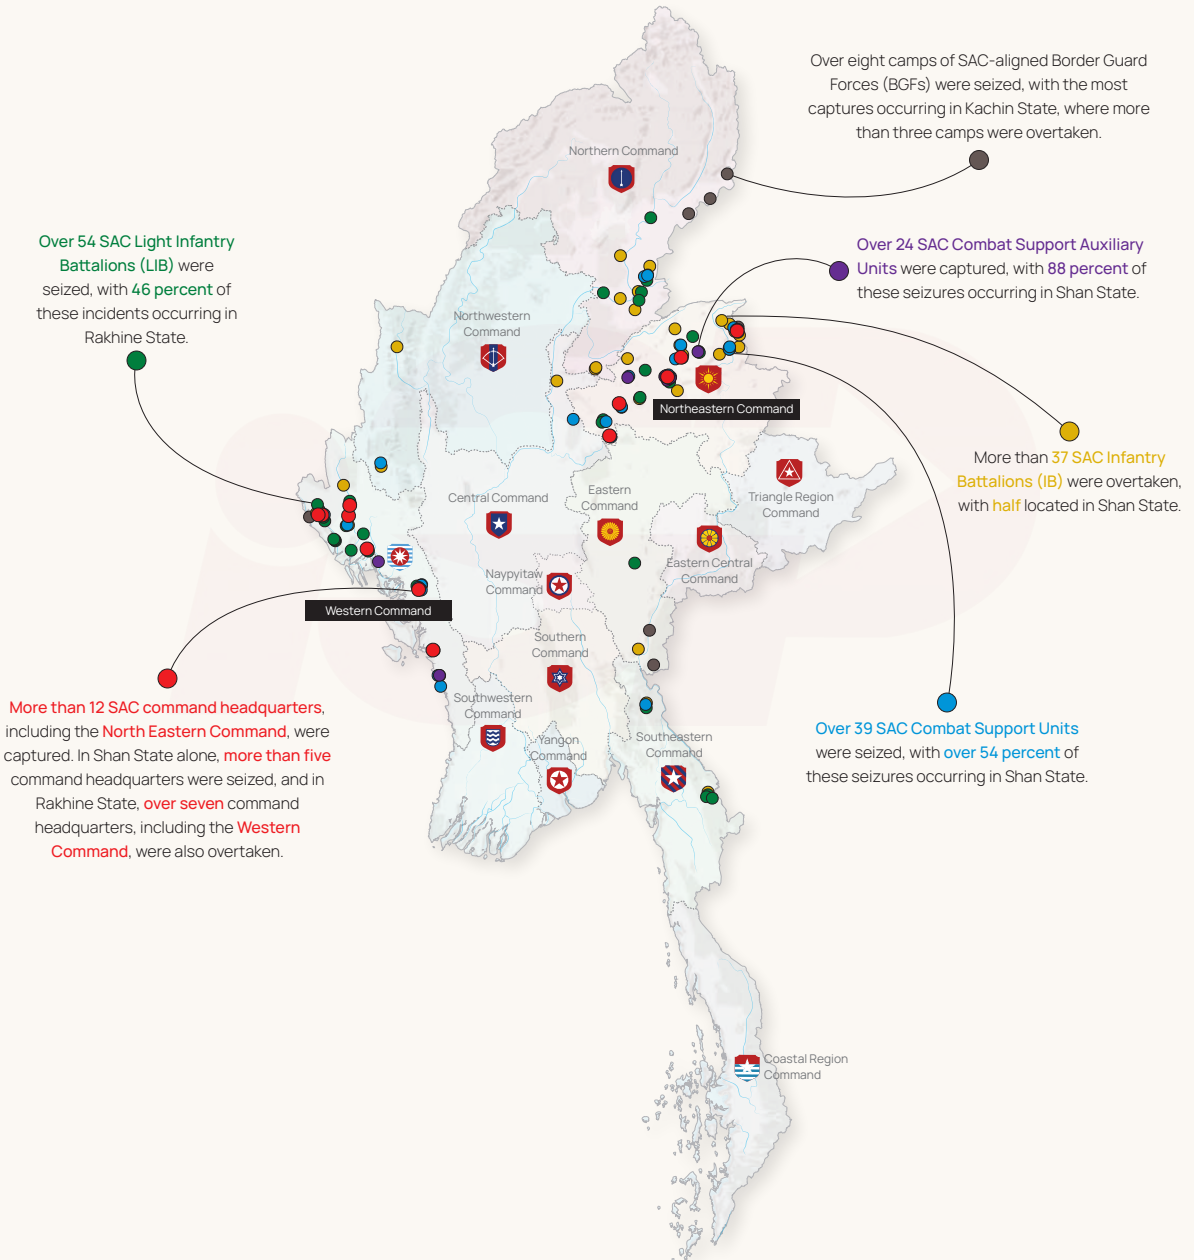 Over eight camps of SAC-aligned Border Guard
Forces (BGFs) were seized, with the most
captures occurring in Kachin State, where more
than three camps were overtaken.
Northern Command
Over 54 SAC Light Infantry
Battalions (LIB) were
seized, with 46 percent of
these incidents occurring in
Rakhine State.
Over 24 SAC Combat Support Auxiliary
Units were captured, with 88 percent of
these seizures occurring in Shan State.
Northwestern
Command
Northeastern Command
More than 37 SAC Infantry
Battalions (IB) were overtaken,
with half located in Shan State.
Central Command
Eastern
Command
Triangle Region
Command
Eastern Central
Command
Naypyitaw
Command
Western Command
Southern
Command
More than 12 SAC command headquarters,
including the North Eastern Command, were
captured. In Shan State alone, more than five
command headquarters were seized, and in
Rakhine State, over seven command
headquarters, including the Western
Command, were also overtaken.
Southwestern
Command
Yangon
Command
Southeastern
Command
Over 39 SAC Combat Support Units
were seized, with over 54 percent of
these seizures occurring in Shan State.
Coastal Region
Command